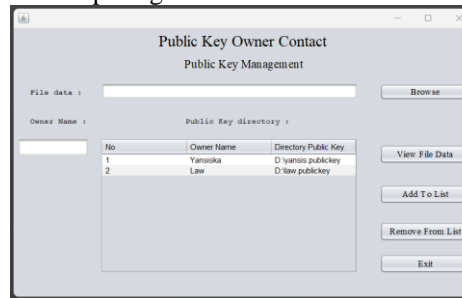 Public Key Owner Contact
Public Key Management
File data :
Browse
Owner Name :
Public Key directory :
No Owner Name Directory Public Key
1 Yansiska D:\yansis.publickey
2 Law D:\law.publickey
View File Data
Add To List
Remove From List
Exit